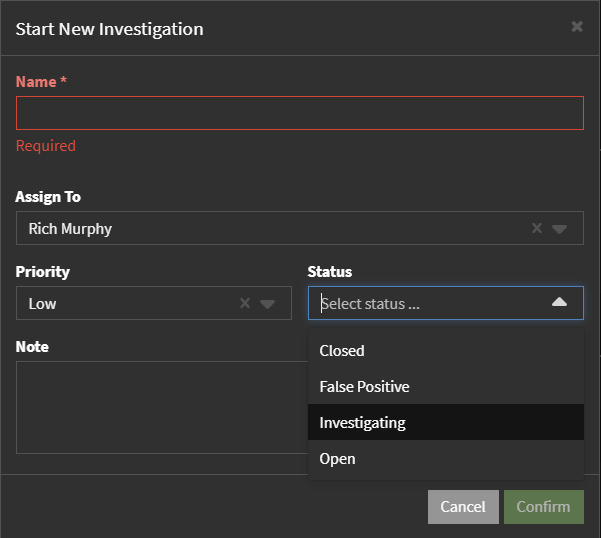 Start New Investigation
Name *
Required
Assign To
Rich Murphy
Priority
Status
Low
Select status ...
Note
Closed
False Positive
Investigating
Open
Cancel
Confirm